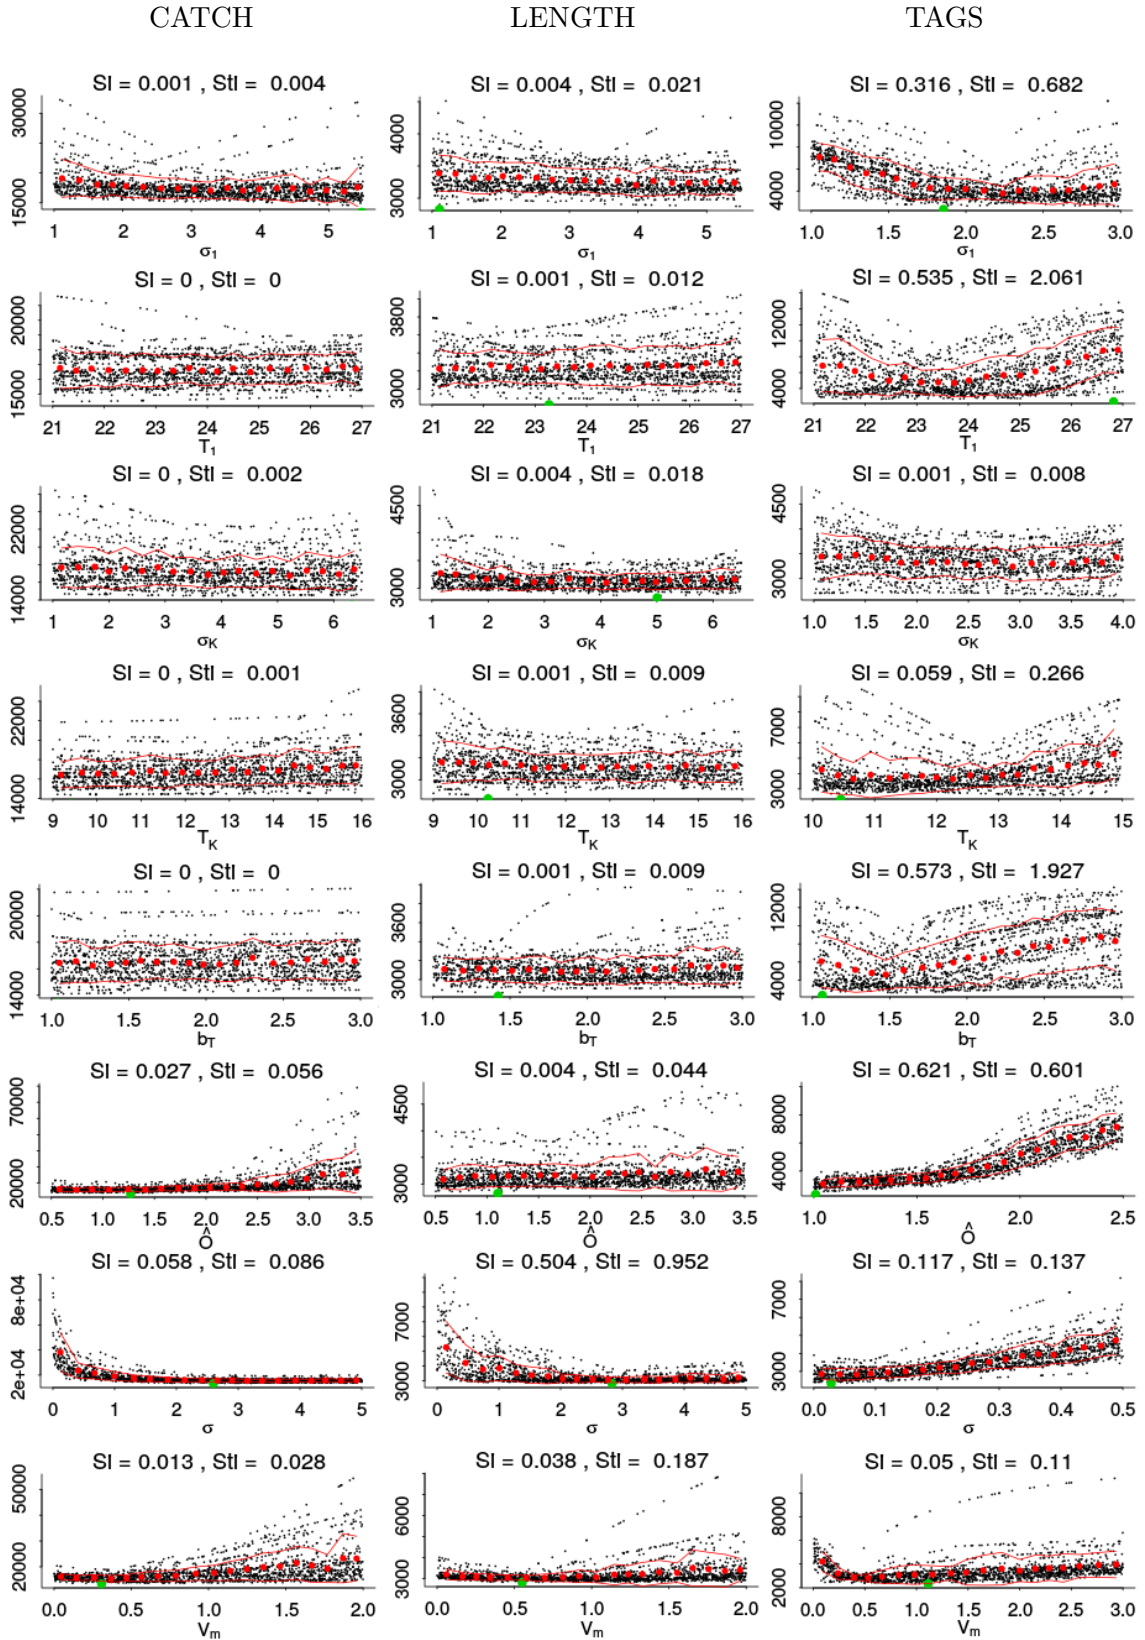 CATCH LENGTH TAGS
SI = 0.001 , StI = 0.004 SI = 0.004 , StI = 0.021 SI = 0.316 , StI = 0.682
15000 30000 3000 4000 4000 10000
1 2 3 4 5 1 2 3 4 5 1.0 1.5 2.0 2.5 3.0
σ₁ σ₁ σ₁
SI = 0 , StI = 0 SI = 0.001 , StI = 0.012 SI = 0.535 , StI = 2.061
15000 20000 3000 3800 4000 12000
21 22 23 24 25 26 27 21 22 23 24 25 26 27 21 22 23 24 25 26 27
T₁ T₁ T₁
SI = 0 , StI = 0.002 SI = 0.004 , StI = 0.018 SI = 0.001 , StI = 0.008
14000 22000 3000 4500 3000 4500
1 2 3 4 5 6 1 2 3 4 5 6 1.0 1.5 2.0 2.5 3.0 3.5 4.0
σ_K σ_K σ_K
SI = 0 , StI = 0.001 SI = 0.001 , StI = 0.009 SI = 0.059 , StI = 0.266
14000 22000 3000 3600 3000 7000
9 10 11 12 13 14 15 16 9 10 11 12 13 14 15 16 10 11 12 13 14 15
T_K T_K T_K
SI = 0 , StI = 0 SI = 0.001 , StI = 0.009 SI = 0.573 , StI = 1.927
14000 20000 3000 3600 4000 12000
1.0 1.5 2.0 2.5 3.0 1.0 1.5 2.0 2.5 3.0 1.0 1.5 2.0 2.5 3.0
b_T b_T b_T
SI = 0.027 , StI = 0.056 SI = 0.004 , StI = 0.044 SI = 0.621 , StI = 0.601
20000 70000 3000 4500 4000 8000
0.5 1.0 1.5 2.0 2.5 3.0 3.5 0.5 1.0 1.5 2.0 2.5 3.0 3.5 1.0 1.5 2.0 2.5
Ô Ô Ô
SI = 0.058 , StI = 0.086 SI = 0.504 , StI = 0.952 SI = 0.117 , StI = 0.137
2e+04 8e+04 3000 7000 3000 7000
0 1 2 3 4 5 0 1 2 3 4 5 0.0 0.1 0.2 0.3 0.4 0.5
σ σ σ
SI = 0.013 , StI = 0.028 SI = 0.038 , StI = 0.187 SI = 0.05 , StI = 0.11
20000 50000 3000 6000 2000 8000
0.0 0.5 1.0 1.5 2.0 0.0 0.5 1.0 1.5 2.0 0.0 0.5 1.0 1.5 2.0 2.5 3.0
V_m V_m V_m